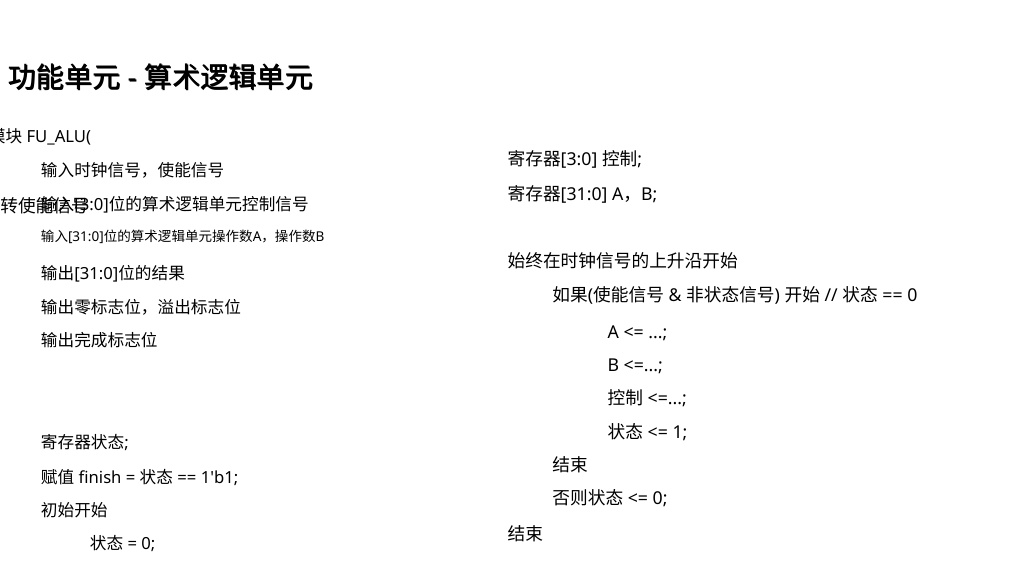 功能单元 - 算术逻辑单元
模块 FU_ALU(
输入时钟信号，使能信号
输入[3:0]位的算术逻辑单元控制信号
转使能信号
输入[31:0]位的算术逻辑单元操作数A，操作数B
输出[31:0]位的结果
输出零标志位，溢出标志位
输出完成标志位
寄存器状态;
赋值 finish = 状态 == 1'b1;
初始开始
状态 = 0;
寄存器[3:0] 控制;
寄存器[31:0] A，B;
始终在时钟信号的上升沿开始
如果(使能信号 & 非状态信号) 开始 // 状态 == 0
A <= ...;
B <=...;
控制 <=...;
状态 <= 1;
结束
否则状态 <= 0;
结束